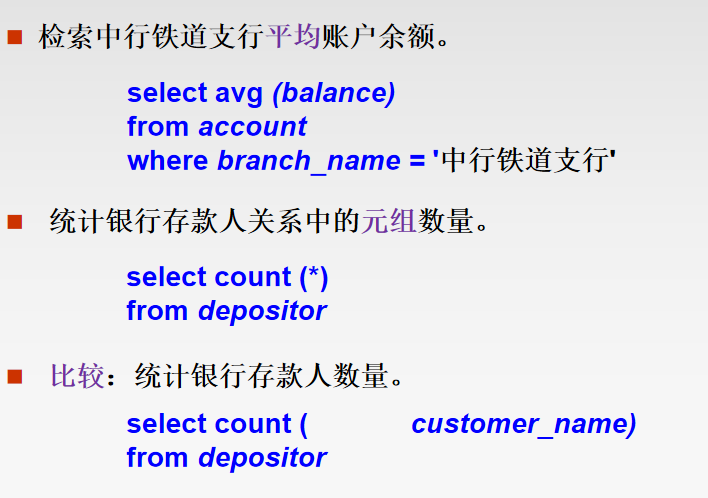 检索中行铁道支行平均账户余额。
select avg (balance)
from account
where branch_name = '中行铁道支行'
统计银行存款人关系中的元组数量。
select count (*)
from depositor
比较：统计银行存款人数量。
select count ( customer_name)
from depositor